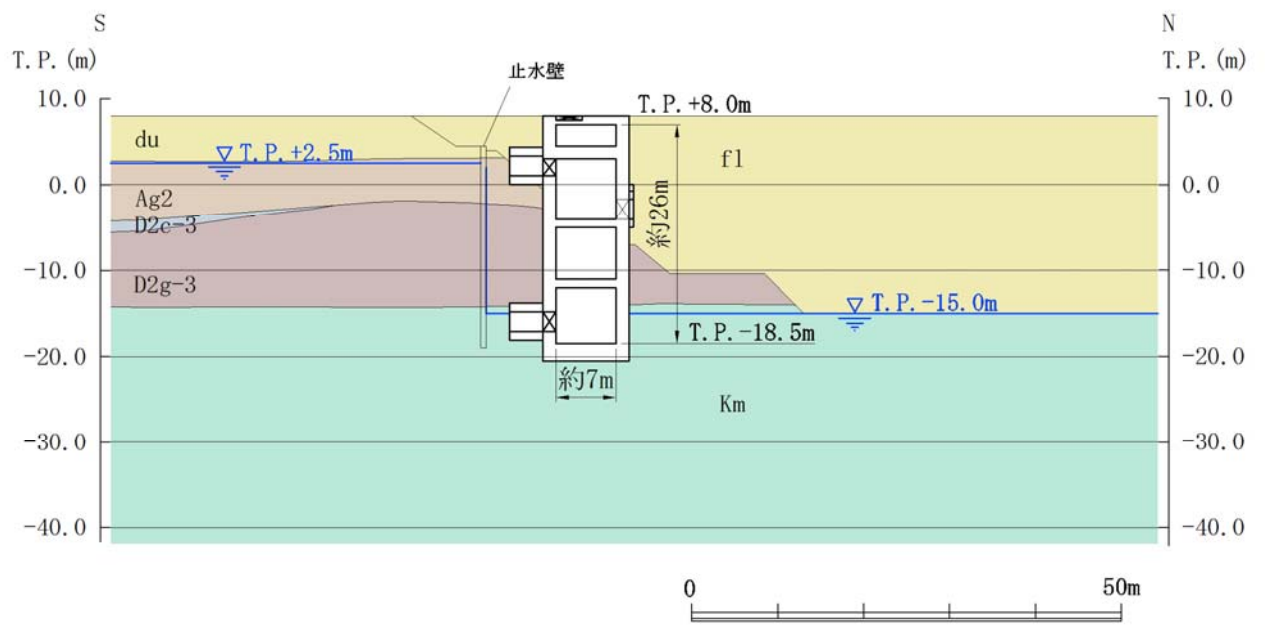 S
N
T.P.(m)
T.P.(m)
止水壁
10.0
T.P.+8.0m
10.0
du
T.P.+2.5m
fl
0.0
Ag2
0.0
約26m
D2c-3
-10.0
D2g-3
-10.0
T.P.-15.0m
T.P.-18.5m
-20.0
-20.0
約7m
Km
-30.0
-30.0
-40.0
-40.0
0
50m